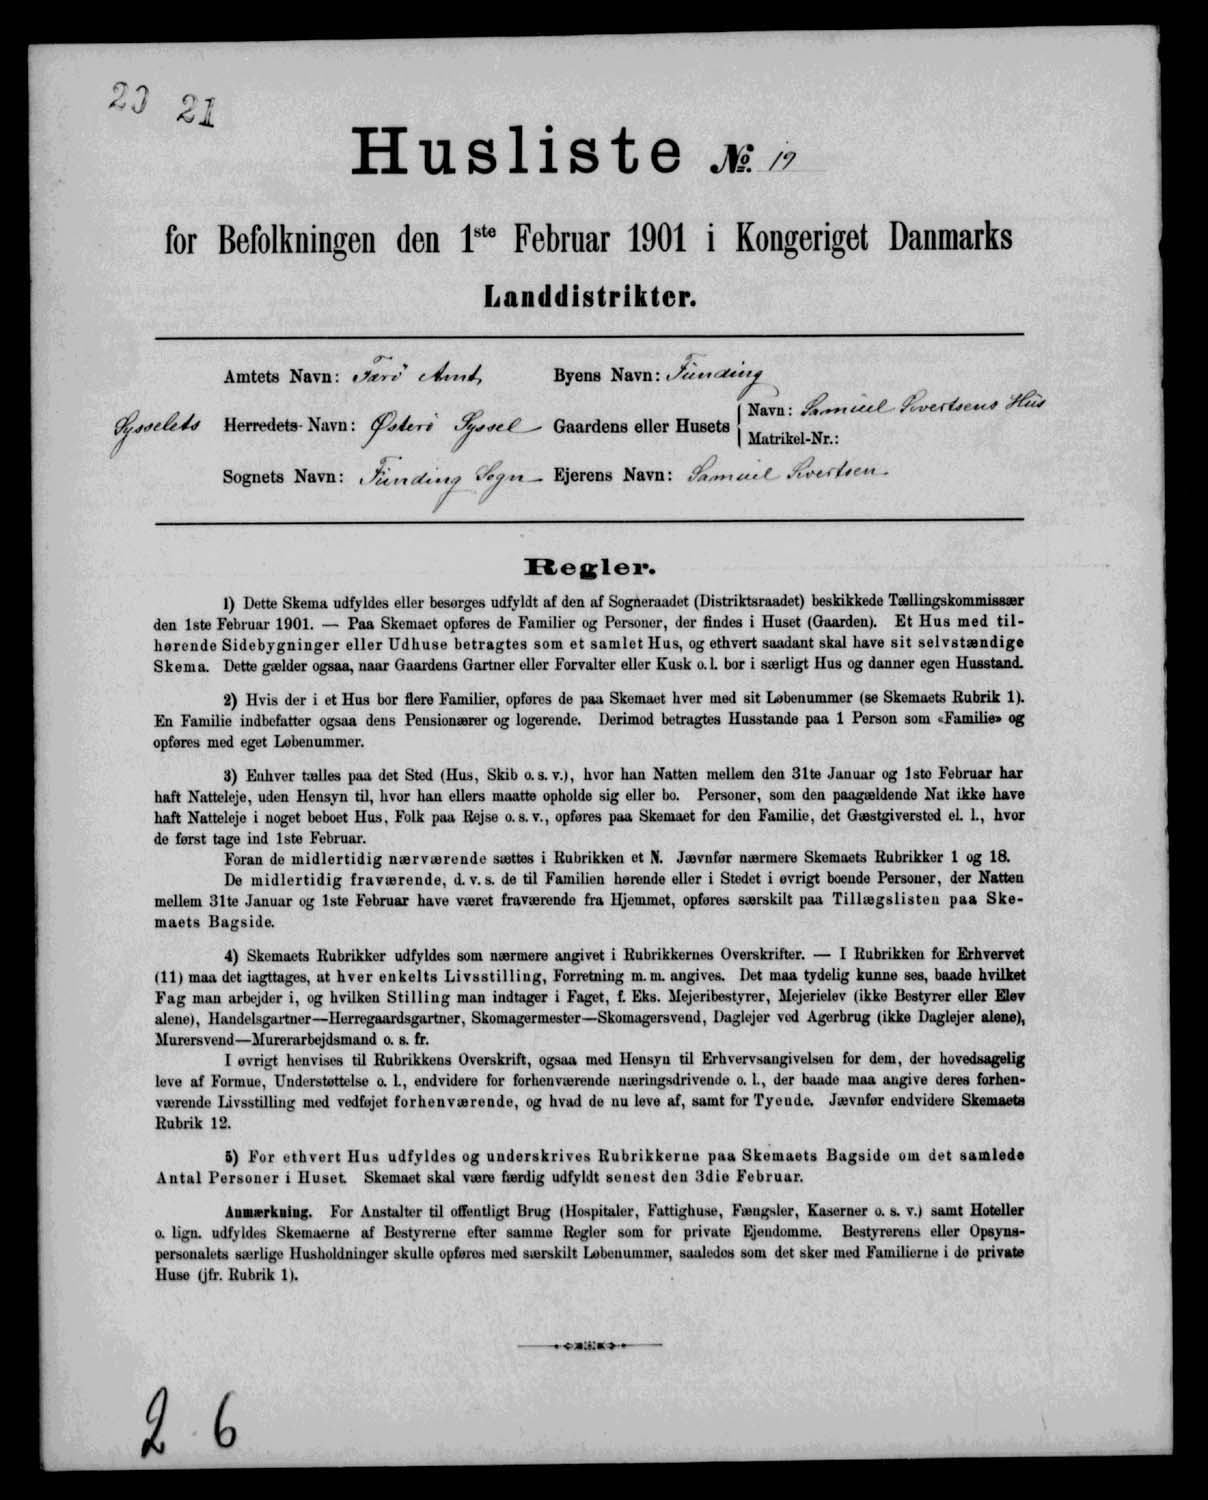 20 21
Husliste № 19
for Befolkningen den 1ste Februar 1901 i Kongeriget Danmarks
Landdistrikter.
Amtets Navn: Færö Amt, Byens Navn: Funding
Sysselets Herredets Navn: Österö Syssel Gaardens eller Husets Navn: Samuel Sivertsens Hus
Matrikel-Nr.:
Sognets Navn: Funding Sogn Ejerens Navn: Samuel Sivertsen
Regler.
1) Dette Skema udfyldes eller besørges udfyldt af den af Sogneraadet (Distriktsraadet) beskikkede Tællingskommissær
den 1ste Februar 1901. — Paa Skemaet opføres de Familier og Personer, der findes i Huset (Gaarden). Et Hus med til-
hørende Sidebygninger eller Udhuse betragtes som et samlet Hus, og ethvert saadant skal have sit selvstændige
Skema. Dette gælder ogsaa, naar Gaardens Gartner eller Forvalter eller Kusk o. l. bor i særligt Hus og danner egen Husstand.
2) Hvis der i et Hus bor flere Familier, opføres de paa Skemaet hver med sit Løbenummer (se Skemaets Rubrik 1).
En Familie indbefatter ogsaa dens Pensionærer og logerende. Derimod betragtes Husstande paa 1 Person som «Familie» og
opføres med eget Løbenummer.
3) Enhver tælles paa det Sted (Hus, Skib o. s. v.), hvor han Natten mellem den 31te Januar og 1ste Februar har
haft Natteleje, uden Hensyn til, hvor han ellers maatte opholde sig eller bo. Personer, som den paagældende Nat ikke have
haft Natteleje i noget beboet Hus, Folk paa Rejse o. s. v., opføres paa Skemaet for den Familie, det Gæstgiversted el. l., hvor
de først tage ind 1ste Februar.
Foran de midlertidig nærværende sættes i Rubrikken et N. Jævnfør nærmere Skemaets Rubrikker 1 og 18.
De midlertidig fraværende, d. v. s. de til Familien hørende eller i Stedet i øvrigt boende Personer, der Natten
mellem 31te Januar og 1ste Februar have været fraværende fra Hjemmet, opføres særskilt paa Tillægslisten paa Ske-
maets Bagside.
4) Skemaets Rubrikker udfyldes som nærmere angivet i Rubrikkernes Overskrifter. — I Rubrikken for Erhvervet
(11) maa det iagttages, at hver enkelts Livsstilling, Forretning m. m. angives. Det maa tydelig kunne ses, baade hvilket
Fag man arbejder i, og hvilken Stilling man indtager i Faget, f. Eks. Mejeribestyrer, Mejerielev (ikke Bestyrer eller Elev
alene), Handelsgartner—Herregaardsgartner, Skomagermester—Skomagersvend, Daglejer ved Agerbrug (ikke Daglejer alene),
Murersvend—Murerarbejdsmand o. s. fr.
I øvrigt henvises til Rubrikkens Overskrift, ogsaa med Hensyn til Erhvervsangivelsen for dem, der hovedsagelig
leve af Formue, Understøttelse o. l., endvidere for forhenværende næringsdrivende o. l., der baade maa angive deres forhen-
værende Livsstilling med vedføjet forhenværende, og hvad de nu leve af, samt for Tyende. Jævnfør endvidere Skemaets
Rubrik 12.
5) For ethvert Hus udfyldes og underskrives Rubrikkerne paa Skemaets Bagside om det samlede
Antal Personer i Huset. Skemaet skal være færdig udfyldt senest den 3die Februar.
Anmærkning. For Anstalter til offentligt Brug (Hospitaler, Fattighuse, Fængsler, Kaserner o. s. v.) samt Hoteller
o. lign. udfyldes Skemaerne af Bestyrerne efter samme Regler som for private Ejendomme. Bestyrerens eller Opsyns-
personalets særlige Husholdninger skulle opføres med særskilt Løbenummer, saaledes som det sker med Familierne i de private
Huse (jfr. Rubrik 1).
2 6